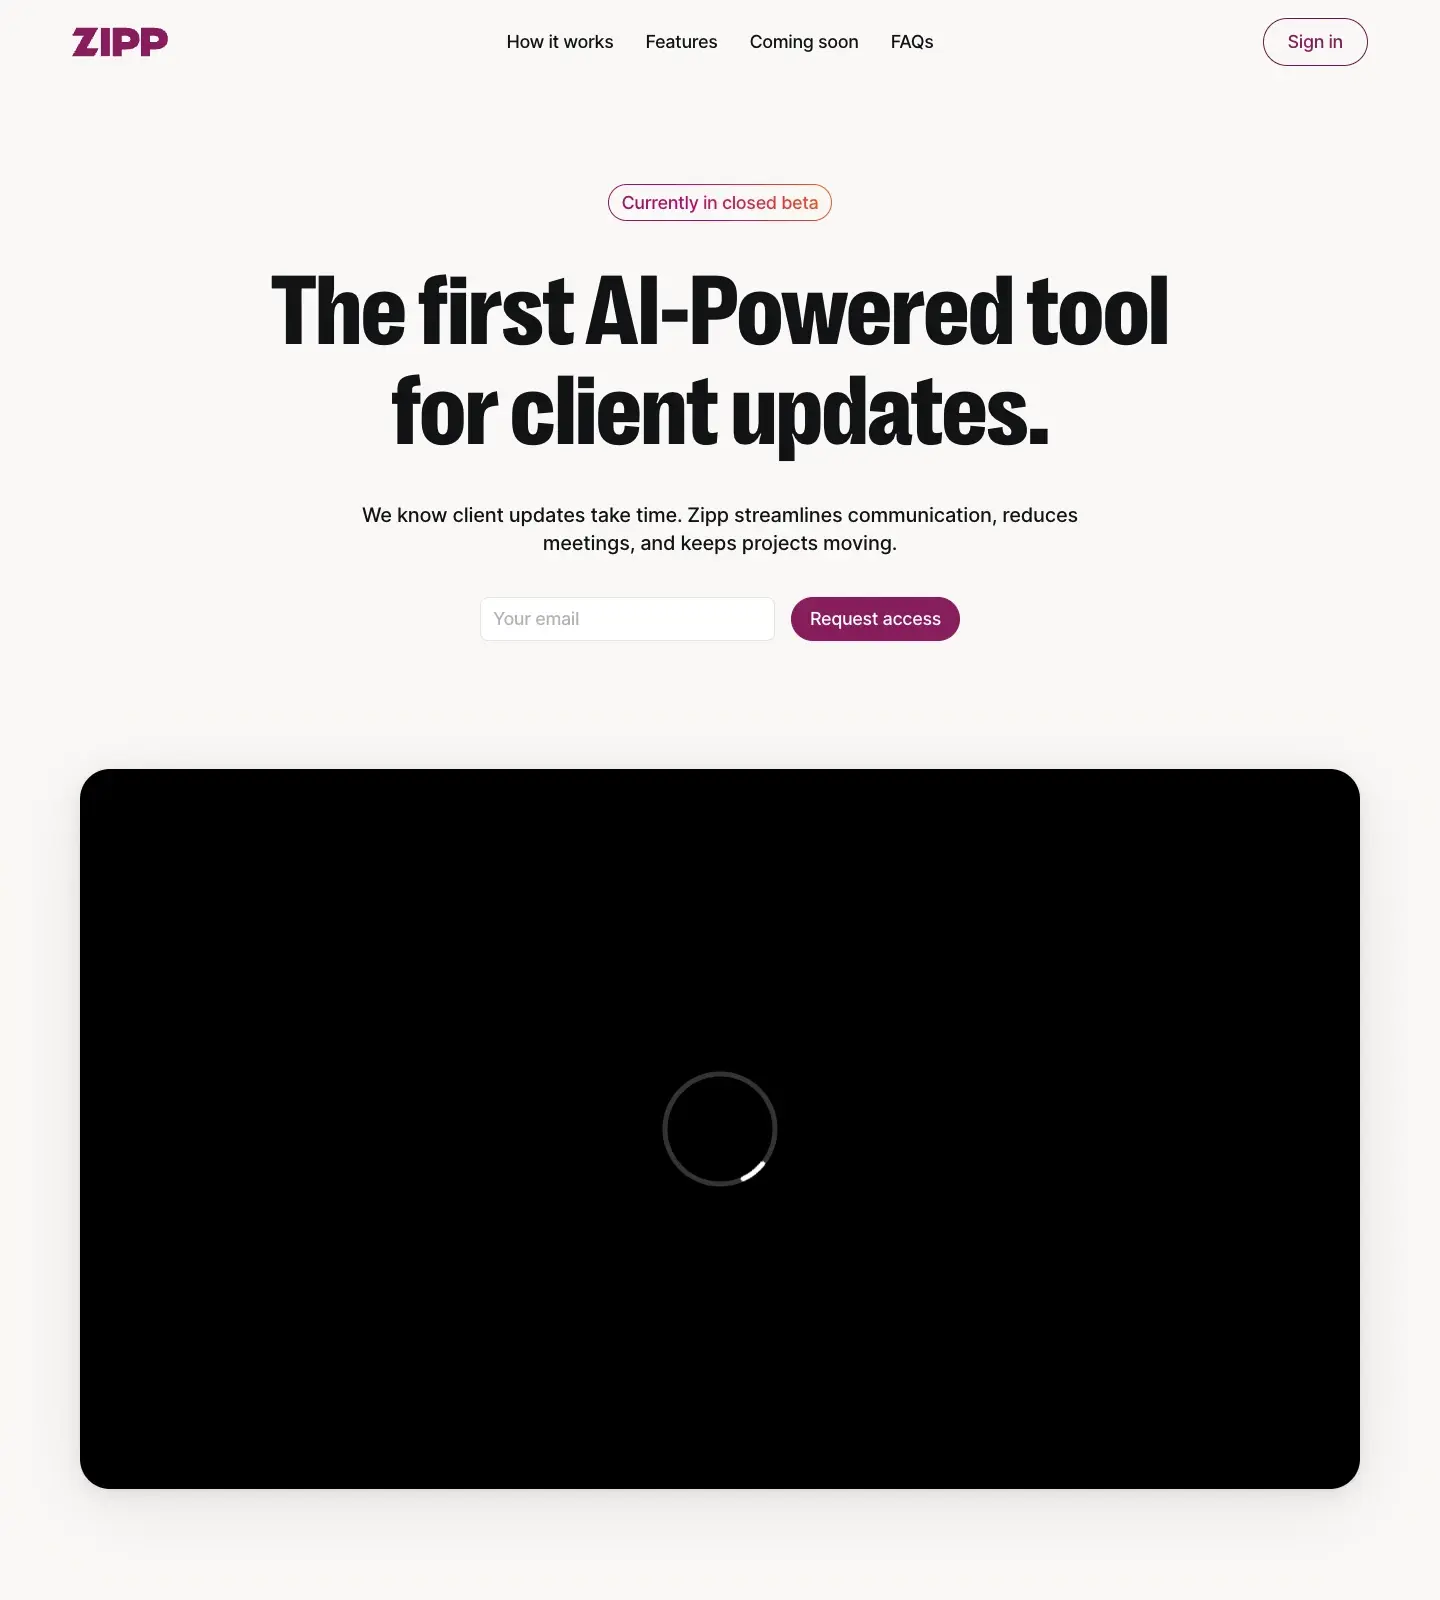 ZIPP
How it works
Features
Coming soon
FAQs
Sign in
Currently in closed beta
The first AI-Powered tool
for client updates.
We know client updates take time. Zipp streamlines communication, reduces
meetings, and keeps projects moving.
Your email
Request access